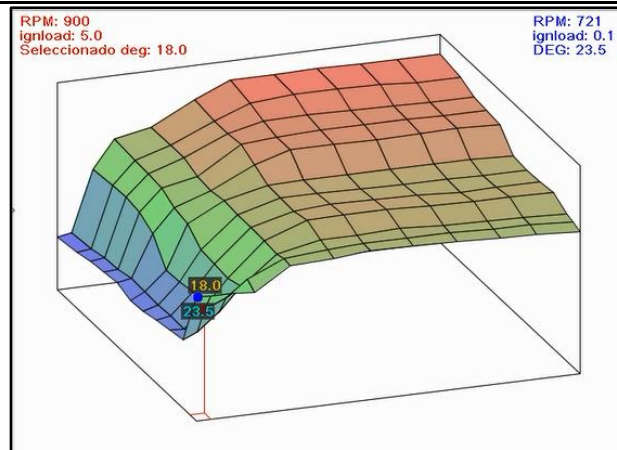 RPM: 900
ignload: 5.0
Seleccionado deg: 18.0
RPM: 721
ignload: 0.1
DEG: 23.5
18.0
23.5